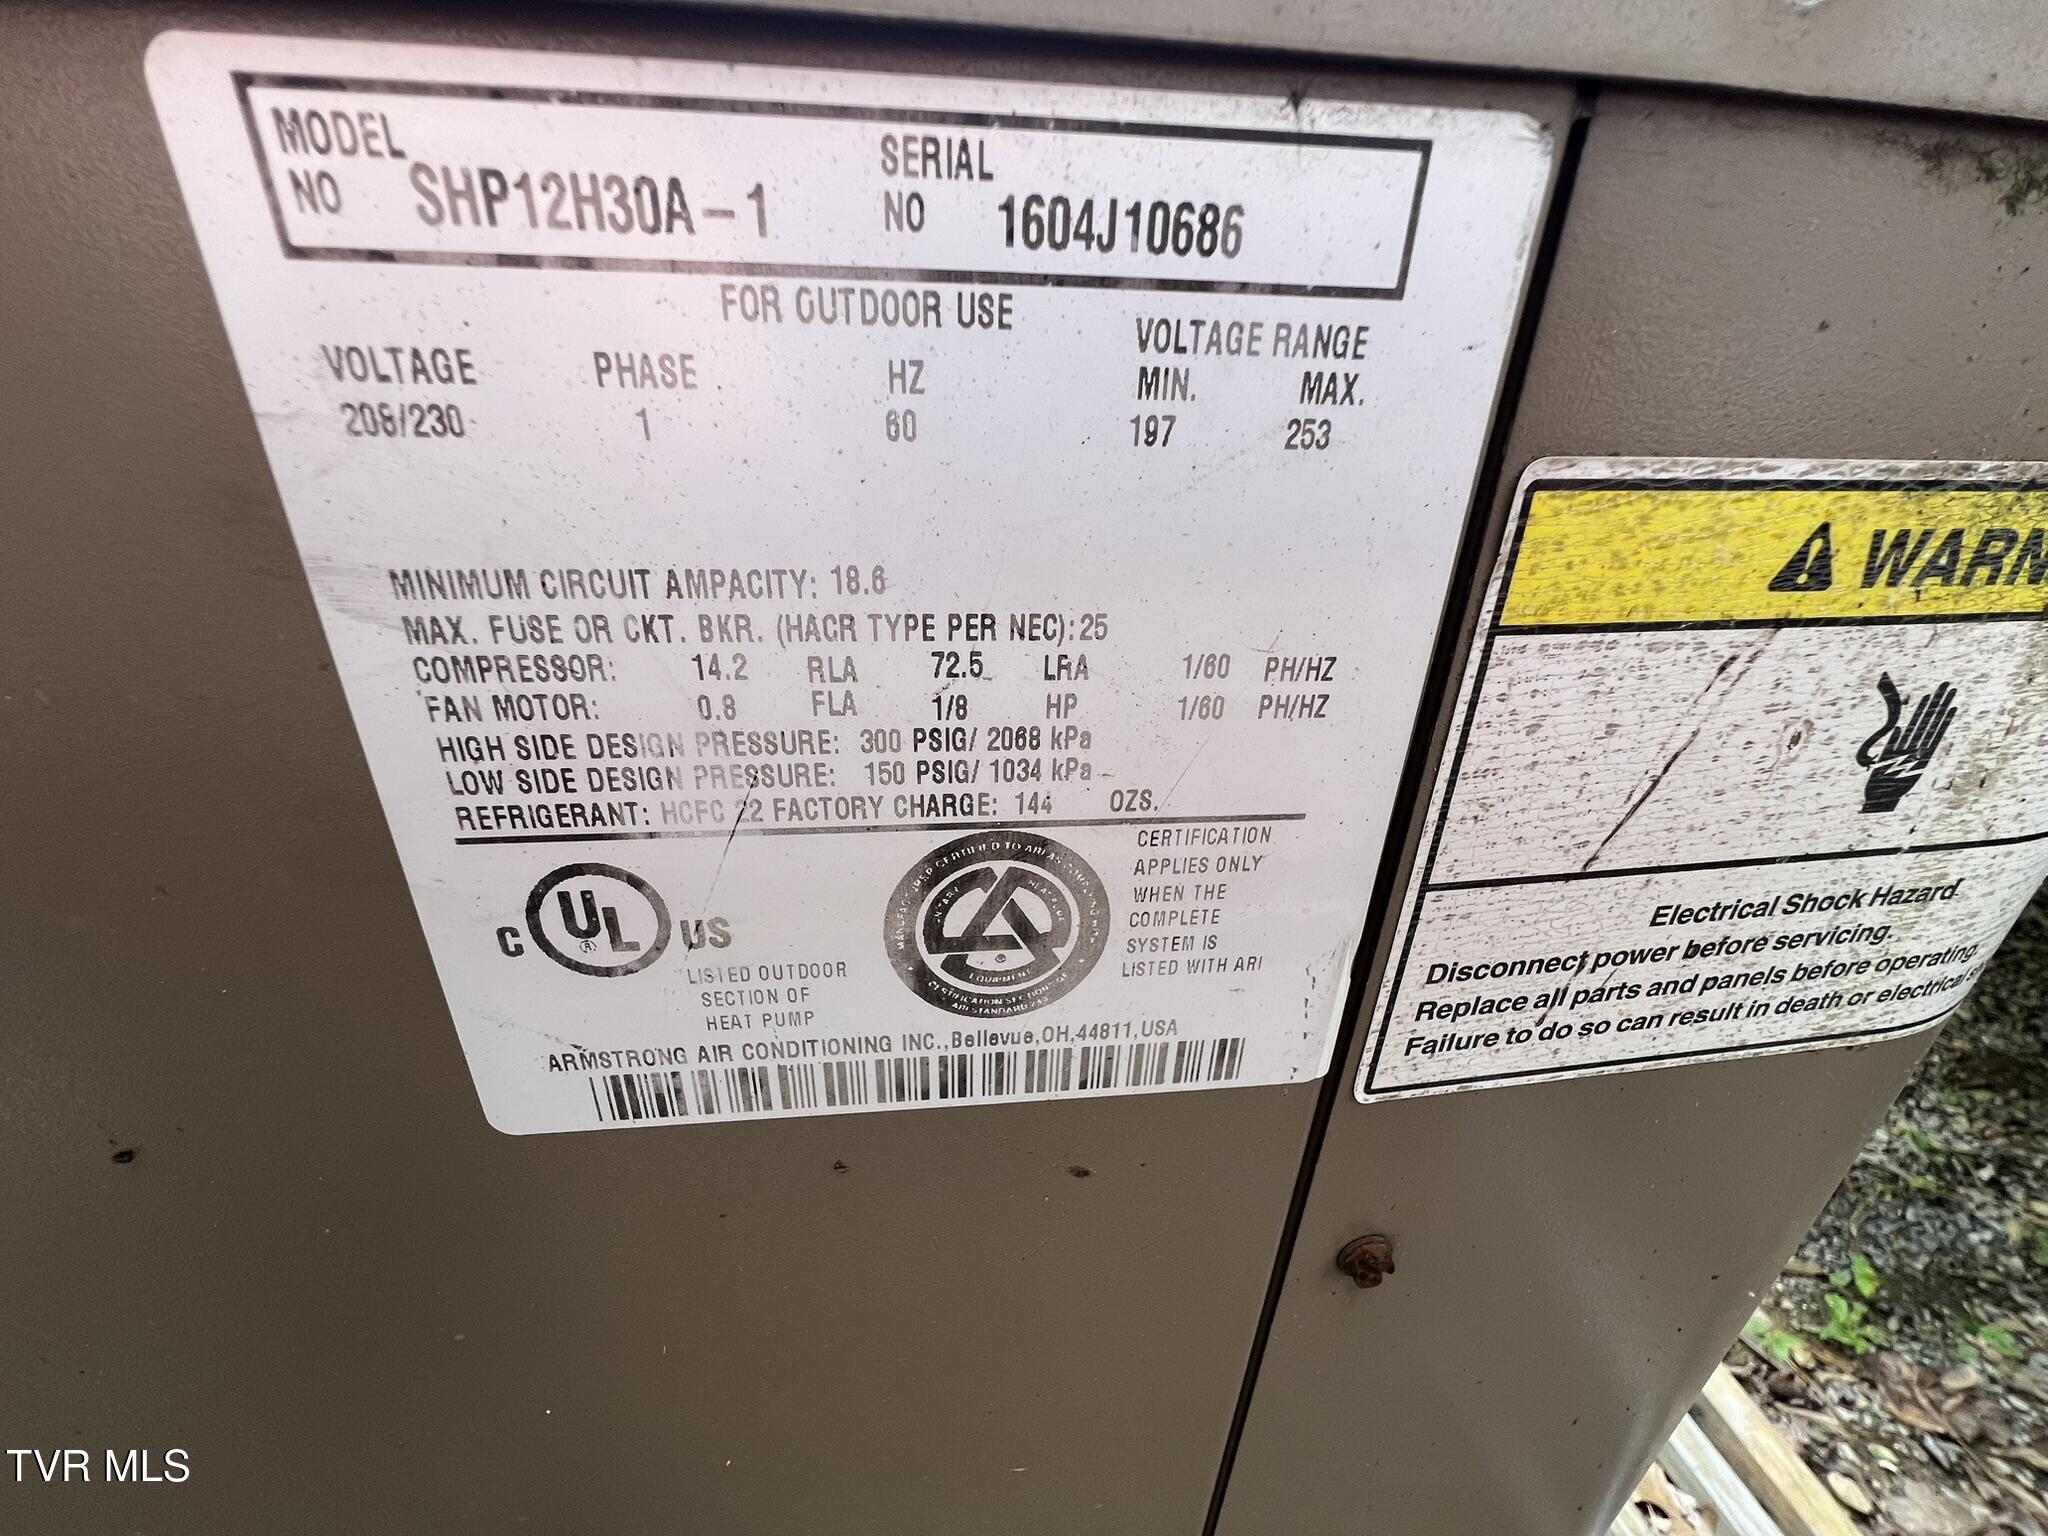 MODEL
NO SHP12H30A-1
SERIAL
NO 1604J10686
FOR OUTDOOR USE
VOLTAGE PHASE HZ VOLTAGE RANGE
MIN. MAX.
208/230 1 60 197 253
MINIMUM CIRCUIT AMPACITY: 18.6
MAX. FUSE OR CKT. BKR. (HACR TYPE PER NEC): 25
COMPRESSOR: 14.2 RLA 72.5 LRA 1/60 PH/HZ
FAN MOTOR: 0.8 FLA 1/8 HP 1/60 PH/HZ
HIGH SIDE DESIGN PRESSURE: 300 PSIG/ 2068 kPa
LOW SIDE DESIGN PRESSURE: 150 PSIG/ 1034 kPa
REFRIGERANT: HCFC 22 FACTORY CHARGE: 144 OZS.
C UL ® US
LISTED OUTDOOR
SECTION OF
HEAT PUMP
EQUIPMENT
CERTIFICATION
APPLIES ONLY
WHEN THE
COMPLETE
SYSTEM IS
LISTED WITH ARI
ARMSTRONG AIR CONDITIONING INC., Bellevue, OH, 44811, USA
WARN
Electrical Shock Hazard.
Disconnect power before servicing.
Replace all parts and panels before operating.
Failure to do so can result in death or electrical
TVR MLS